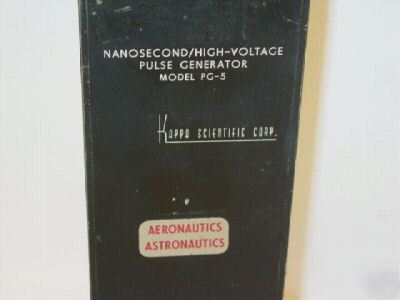 NANOSECOND/HIGH-VOLTAGE
PULSE GENERATOR
MODEL PG-5
KAPPA SCIENTIFIC CORP.
AERONAUTICS
ASTRONAUTICS